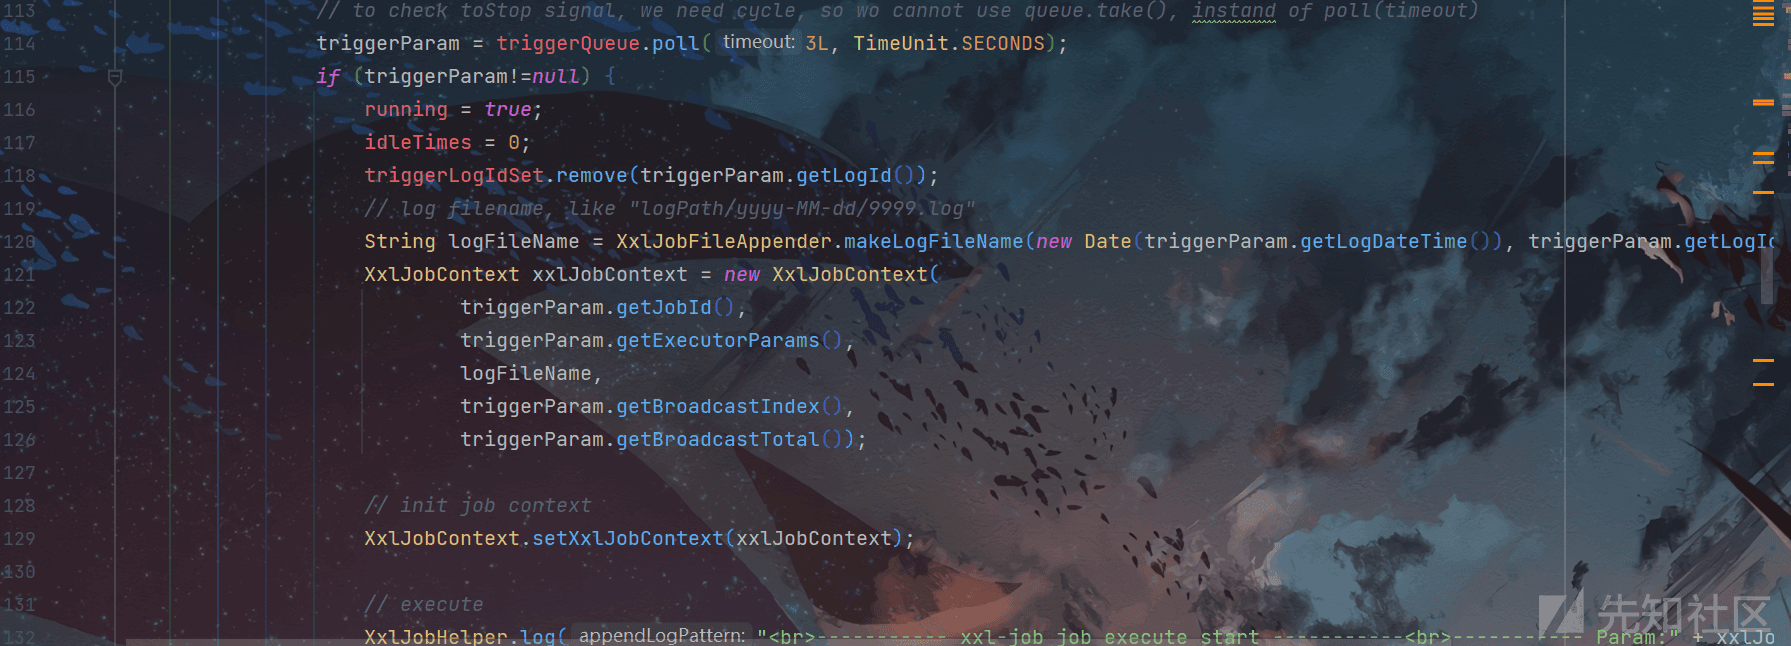 113 // to check toStop signal, we need cycle, so wo cannot use queue.take(), instand of poll(timeout)
114 triggerParam = triggerQueue.poll( timeout: 3L, TimeUnit.SECONDS);
115 if (triggerParam!=null) {
116 running = true;
117 idleTimes = 0;
118 triggerLogIdSet.remove(triggerParam.getLogId());
119 // log filename, like "logPath/yyyy-MM-dd/9999.log"
120 String logFileName = XxlJobFileAppender.makeLogFileName(new Date(triggerParam.getLogDateTime()), triggerParam.getLogId
121 XxlJobContext xxlJobContext = new XxlJobContext(
122 triggerParam.getJobId(),
123 triggerParam.getExecutorParams(),
124 logFileName,
125 triggerParam.getBroadcastIndex(),
126 triggerParam.getBroadcastTotal());
127
128 // init job context
129 XxlJobContext.setXxlJobContext(xxlJobContext);
130
131 // execute
132 XxlJobHelper.log( appendLogPattern: "<br>----------- xxl-job job execute start -----------<br>----------- Param:" + xxlJo
先知社区